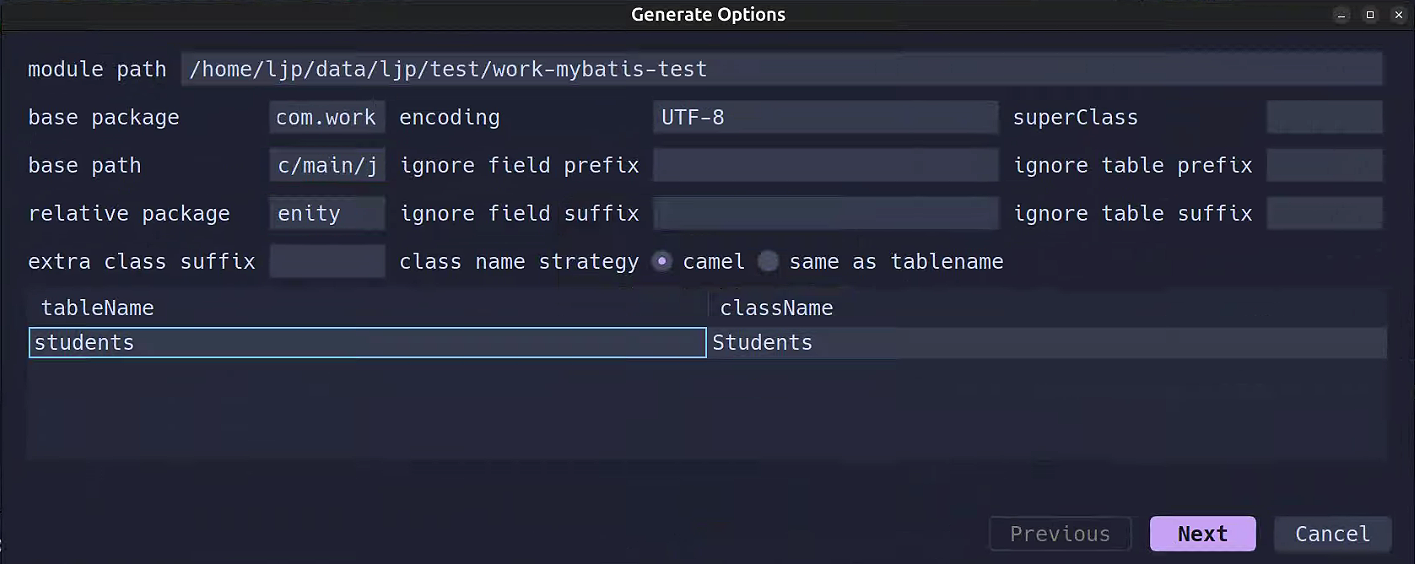 Generate Options
module path /home/ljp/data/ljp/test/work-mybatis-test
base package com.work encoding UTF-8 superClass
base path c/main/j ignore field prefix ignore table prefix
relative package enity ignore field suffix ignore table suffix
extra class suffix class name strategy camel same as tablename
tableName className
students Students
Previous Next Cancel